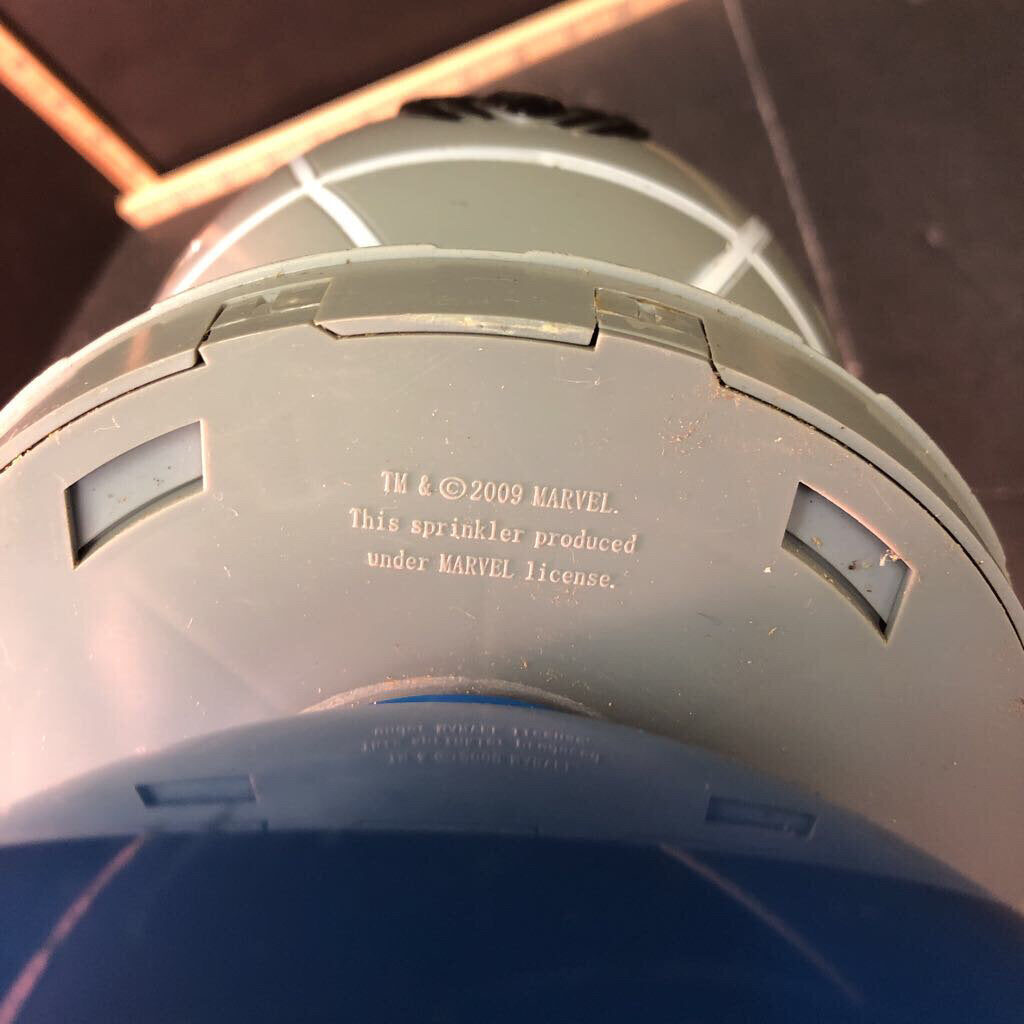 TM & ©2009 MARVEL.
This sprinkler produced
under MARVEL license.